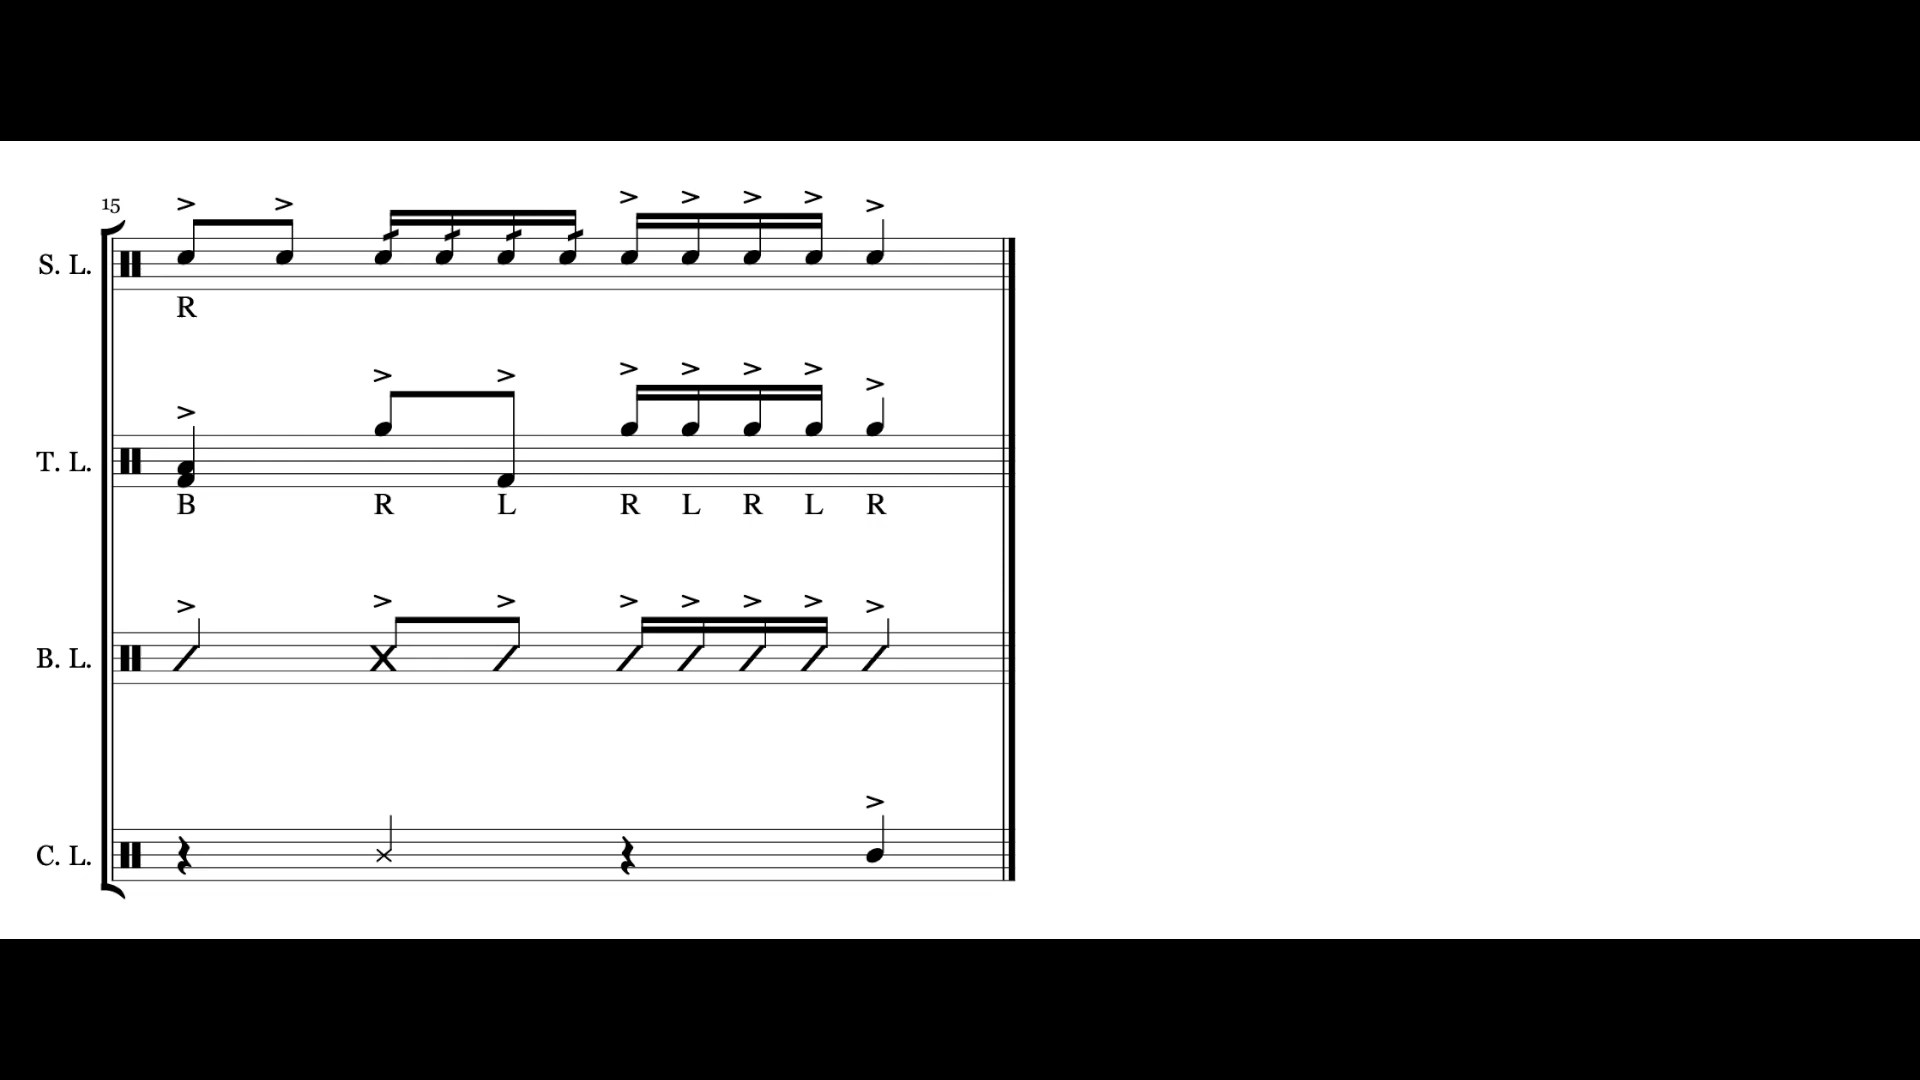 15
S. L.
R
T. L.
B R L R L R L R
B. L.
C. L.